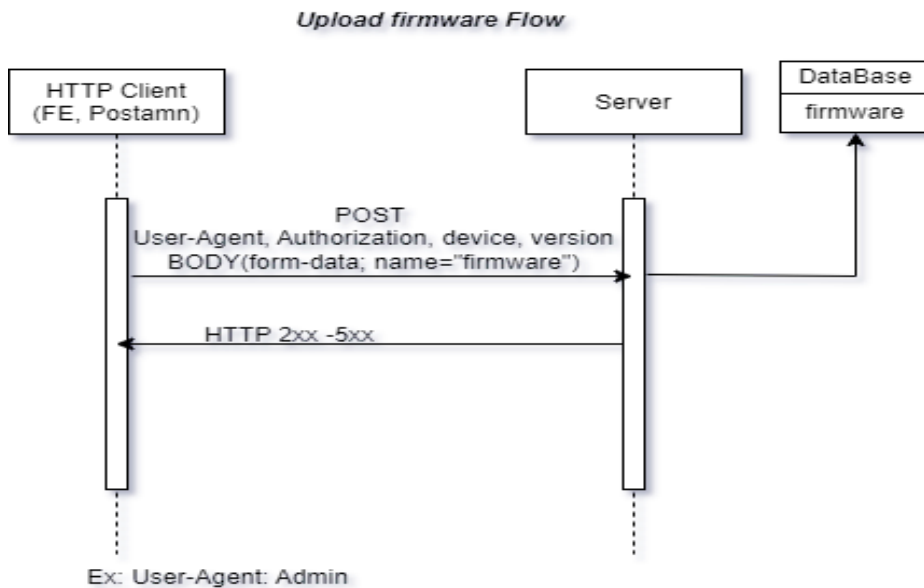 Upload firmware Flow
HTTP Client
(FE, Postamn)
Server
DataBase
firmware
POST
User-Agent, Authorization, device, version
BODY(form-data; name="firmware")
HTTP 2xx -5xx
Ex: User-Agent: Admin